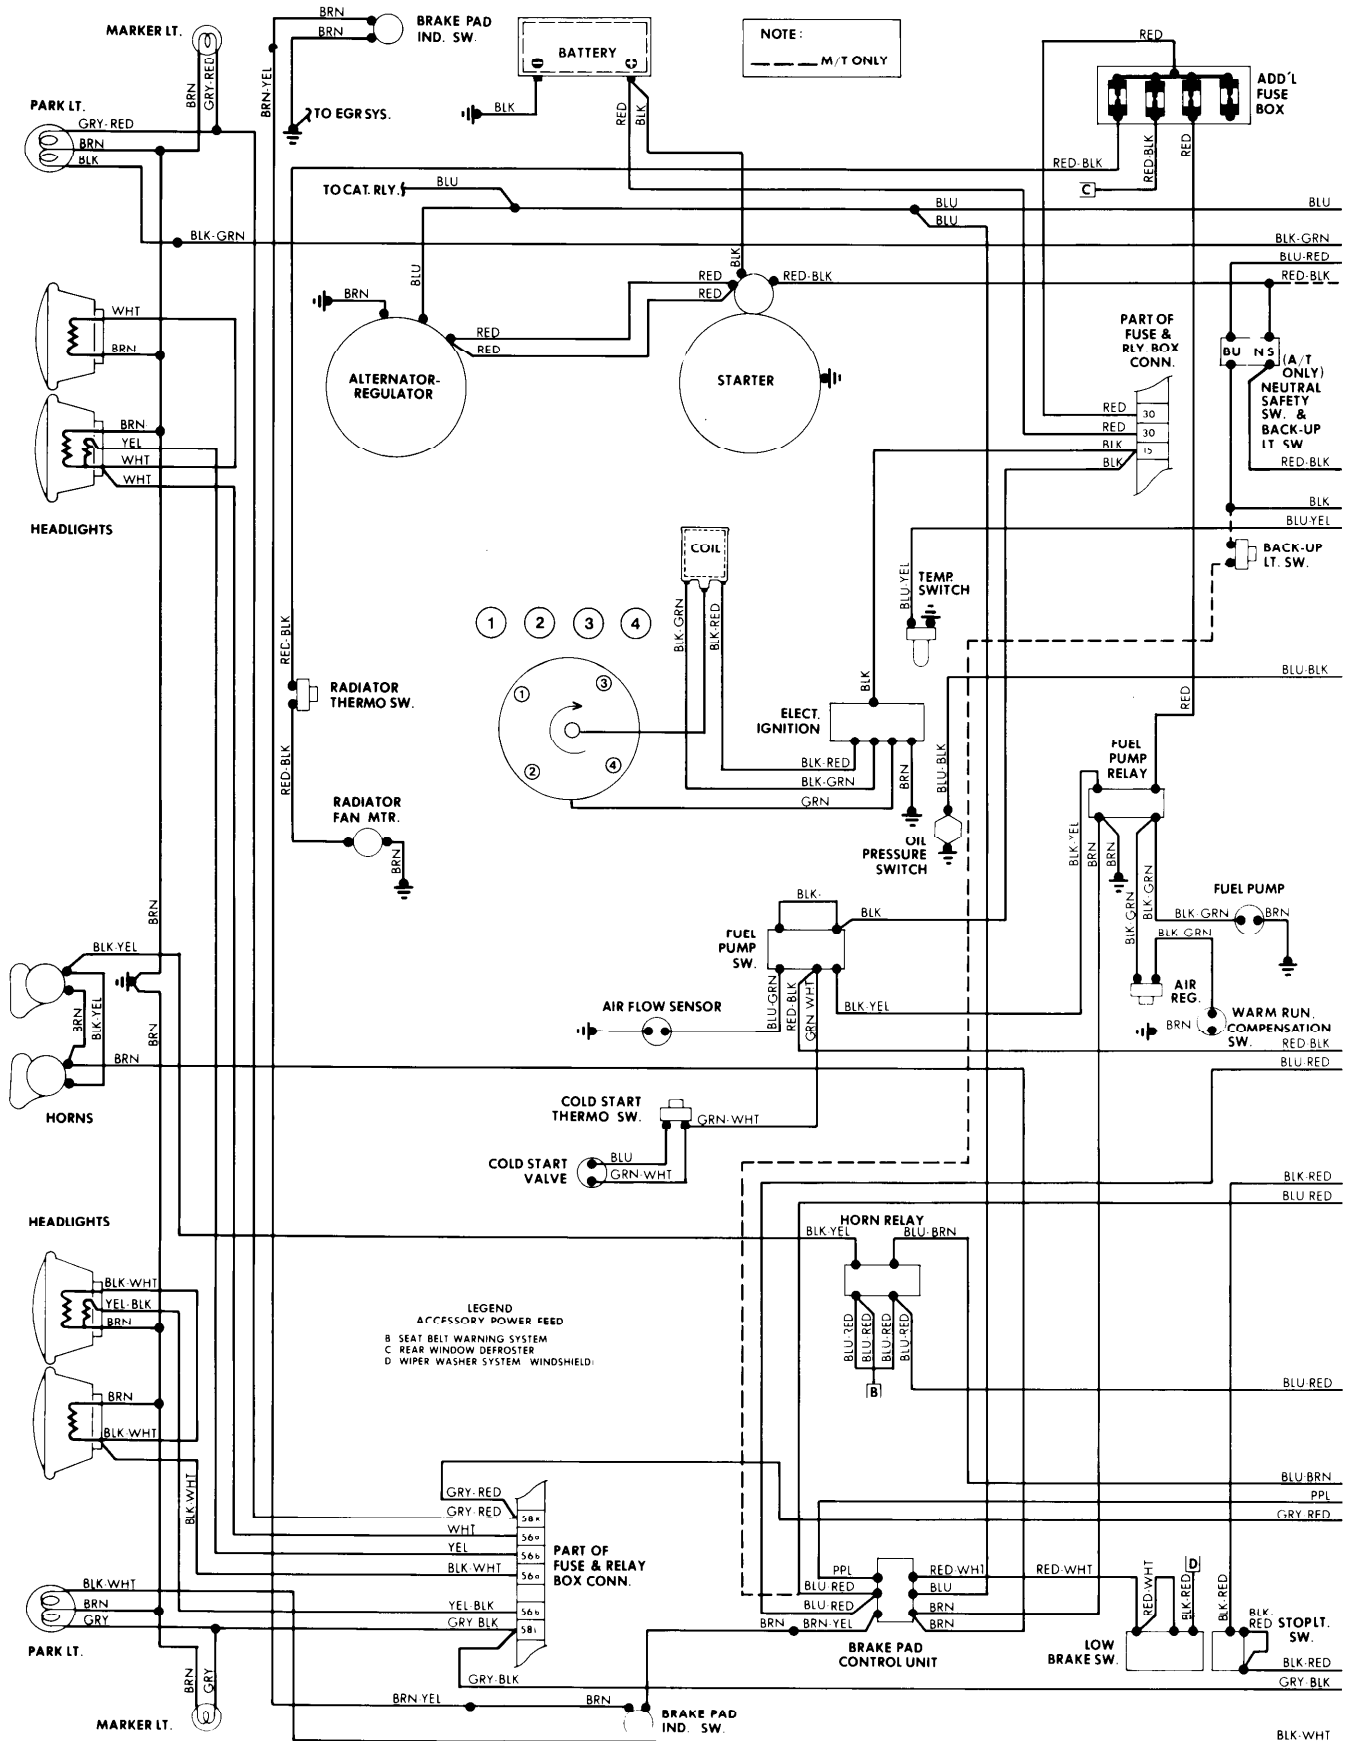 BRN
BRN
BRAKE PAD
IND. SW.
MARKER LT.
BATTERY
NOTE:
M/T ONLY
RED
ADD'L
FUSE
BOX
BRN
GRY-RED
BRN-YEL
PARK LT.
GRY-RED
BRN
BLK
TO EGR SYS.
BLK
RED
BLK
RED-BLK
RED-BLK
RED
C
TO CAT. RLY.
BLU
BLU
BLU
BLU
BLK-GRN
BLK-GRN
BLU-RED
RED-BLK
BLU
BLK
RED
RED
RED-BLK
BRN
WHT
BRN
RED
RED
ALTERNATOR-
REGULATOR
STARTER
PART OF
FUSE &
RLY BOX
CONN.
BU
N S
(A/T
ONLY)
NEUTRAL
SAFETY
SW. &
BACK-UP
LT SW
RED
30
RED
30
BLK
15
BLK
BRN
YEL
WHT
WHT
RED-BLK
HEADLIGHTS
BLK
BLU-YEL
BACK-UP
LT. SW.
COIL
BLU-YEL
TEMP.
SWITCH
BLK-GRN
BLK-RED
1
2
3
4
RED-BLK
RADIATOR
THERMO SW.
1
3
2
4
BLK
BLU-BLK
RED
ELECT.
IGNITION
BLK-RED
BLK-GRN
GRN
BRN
BLU-BLK
RED-BLK
RADIATOR
FAN MTR.
BRN
OIL
PRESSURE
SWITCH
FUEL
PUMP
RELAY
BLK-YEL
BRN
BRN
BLK-GRN
BLK-GRN
FUEL PUMP
BLK-GRN
BRN
BLK GRN
AIR
REG.
WARM RUN.
COMPENSATION
SW.
BRN
BRN
BLK-YEL
BLK
BLK
FUEL
PUMP
SW.
BLU-GRN
RED-BLK
GRN WHT
BLK-YEL
AIR FLOW SENSOR
RED BLK
BLU-RED
BRN
BLK-YEL
BRN
BRN
HORNS
COLD START
THERMO SW.
GRN-WHT
COLD START
VALVE
BLU
GRN-WHT
BLK-RED
BLU RED
HEADLIGHTS
HORN RELAY
BLK-YEL
BLU-BRN
BLK-WHT
YEL-BLK
BRN
LEGEND
ACCESSORY POWER FEED
B SEAT BELT WARNING SYSTEM
C REAR WINDOW DEFROSTER
D WIPER WASHER SYSTEM WINDSHIELD
BLU-RED
BLU-RED
BLU-RED
BLU-RED
B
BLU-RED
BRN
BLK-WHT
BLK-WHT
BLU-BRN
PPL
GRY RED
GRY-RED
GRY-RED
WHT
56a
YEL
56b
BLK-WHT
56a
YEL-BLK
56b
GRY BLK
PART OF
FUSE & RELAY
BOX CONN.
BLK-WHT
BRN
GRY
PARK LT.
PPL
BLU-RED
BLU-RED
BRN
BRN-YEL
RED-WHT
BLU
BRN
BRN
RED-WHT
RED-WHT
D
BLK-RED
BLK-RED
BLK-
RED
STOP LT.
SW.
BRAKE PAD
CONTROL UNIT
LOW
BRAKE SW.
BLK-RED
GRY-BLK
GRY-BLK
BRN
GRY
MARKER LT.
BRN YEL
BRN
BRAKE PAD
IND. SW.
BLK-WHT